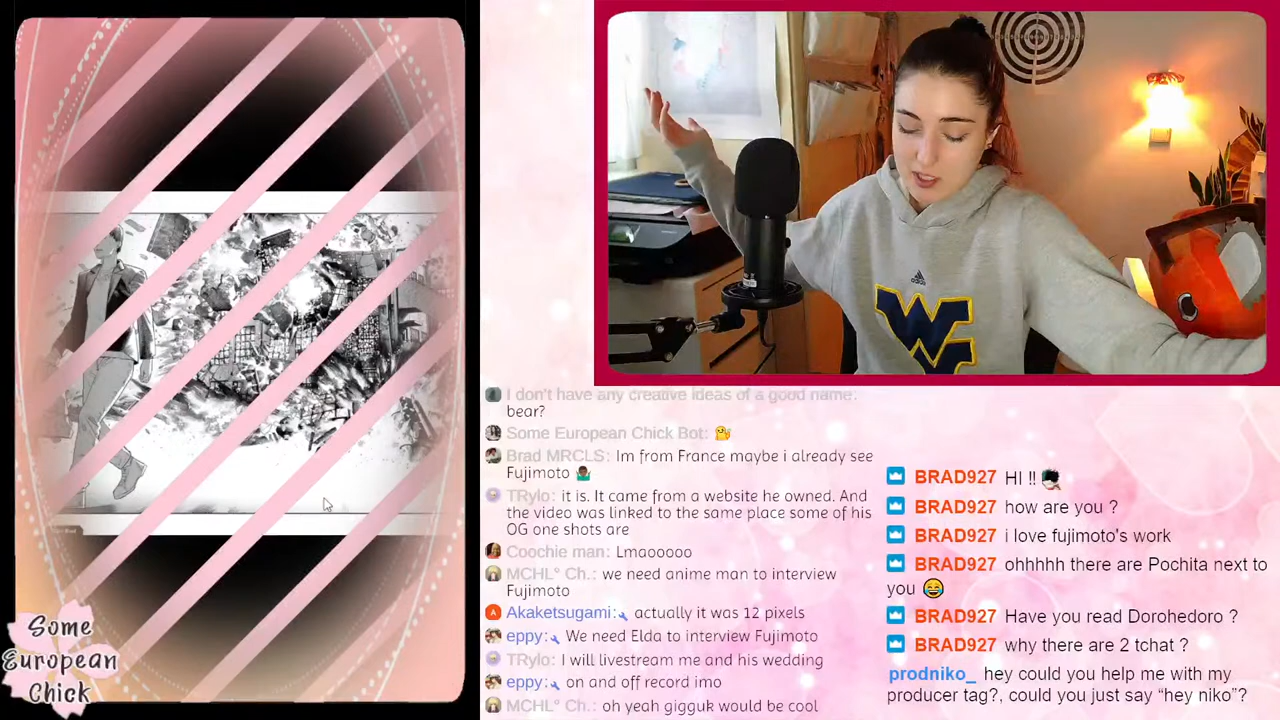 Some
European
Chick
I don't have any creative ideas of a good name:
bear?
Some European Chick Bot:
Brad MRCLS: Im from France maybe i already see
Fujimoto
TRylo: it is. It came from a website he owned. And
the video was linked to the same place some of his
OG one shots are
Coochie man: Lmaooooo
MCHL° Ch.: we need anime man to interview
Fujimoto
Akaketsugami: actually it was 12 pixels
eppy: We need Elda to interview Fujimoto
TRylo: I will livestream me and his wedding
eppy: on and off record imo
MCHL° Ch.: oh yeah gigguk would be cool
BRAD927 HI !!
BRAD927 how are you ?
BRAD927 i love fujimoto's work
BRAD927 ohhhhh there are Pochita next to
you
BRAD927 Have you read Dorohedoro ?
BRAD927 why there are 2 tchat ?
prodniko_ hey could you help me with my
producer tag?, could you just say “hey niko”?
adidas
WV